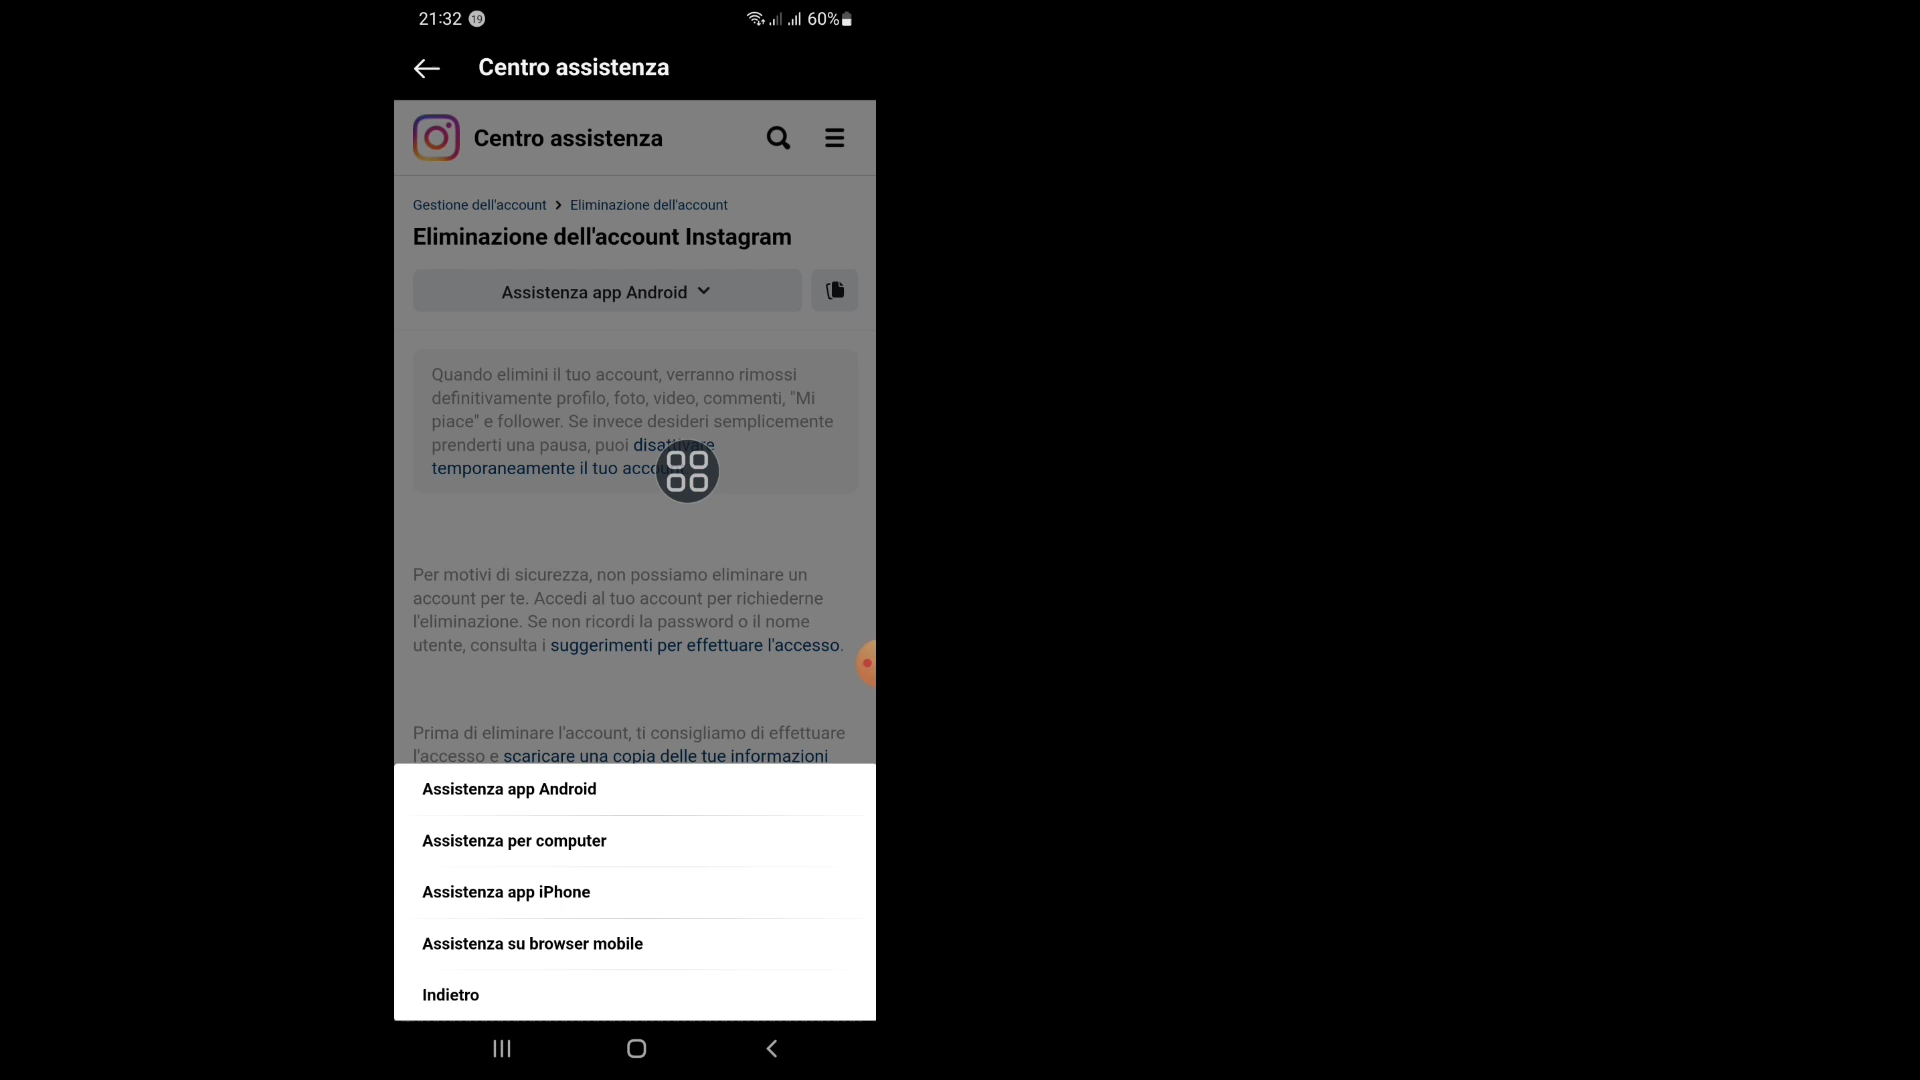 21:32 19 60%
Centro assistenza
Centro assistenza
Gestione dell'account > Eliminazione dell'account
Eliminazione dell'account Instagram
Assistenza app Android
Quando elimini il tuo account, verranno rimossi
definitivamente profilo, foto, video, commenti, "Mi
piace" e follower. Se invece desideri semplicemente
prenderti una pausa, puoi disattivare
temporaneamente il tuo
Per motivi di sicurezza, non possiamo eliminare un
account per te. Accedi al tuo account per richiederne
l'eliminazione. Se non ricordi la password o il nome
utente, consulta i suggerimenti per effettuare l'accesso.
Prima di eliminare l'account, ti consigliamo di effettuare
l'accesso e scaricare una copia delle tue informazioni
Assistenza app Android
Assistenza per computer
Assistenza app iPhone
Assistenza su browser mobile
Indietro